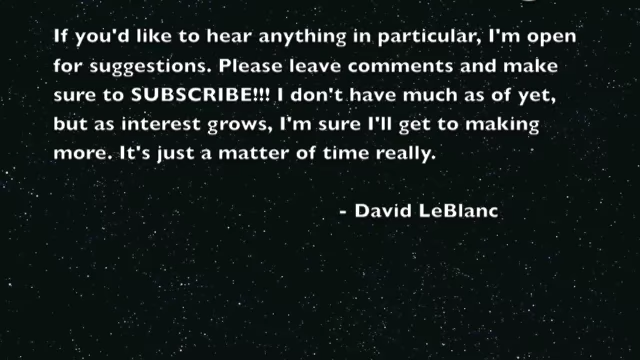 If you'd like to hear anything in particular, I'm open
for suggestions. Please leave comments and make
sure to SUBSCRIBE!!! I don't have much as of yet,
but as interest grows, I'm sure I'll get to making
more. It's just a matter of time really.
- David LeBlanc